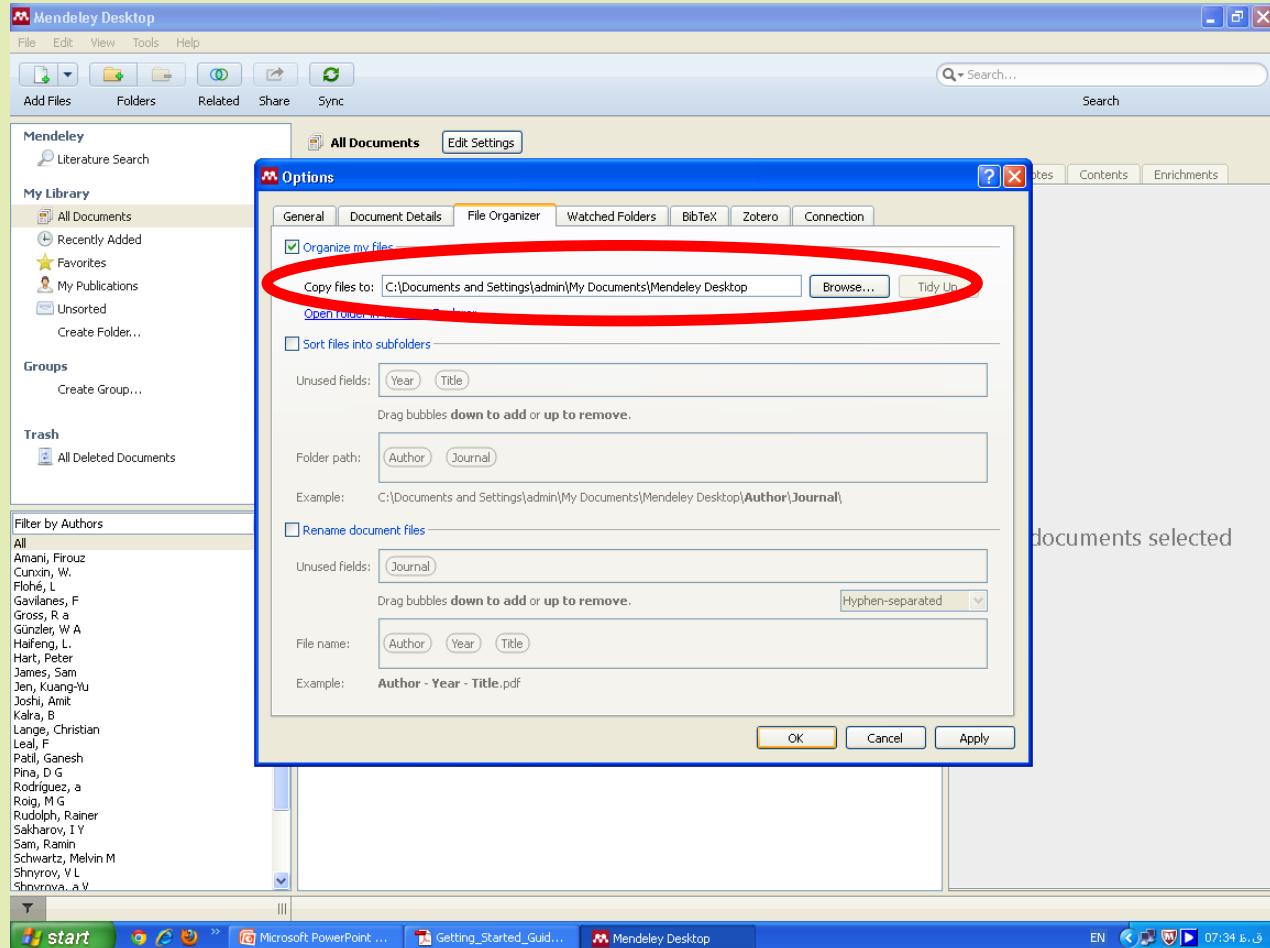 Mendeley Desktop
File Edit View Tools Help
Search...
Add Files Folders Related Share Sync Search
Mendeley
Literature Search
My Library
All Documents
Recently Added
Favorites
My Publications
Unsorted
Create Folder...
Groups
Create Group...
Trash
All Deleted Documents
Filter by Authors
All
Amani, Firouz
Cunxin, W.
Flohé, L
Gavilanes, F
Gross, R a
Günzler, W A
Haifeng, L.
Hart, Peter
James, Sam
Jen, Kuang-Yu
Joshi, Amit
Kalra, B
Lange, Christian
Leal, F
Patil, Ganesh
Pina, D G
Rodríguez, a
Roig, M G
Rudolph, Rainer
Sakharov, I Y
Sam, Ramin
Schwartz, Melvin M
Shnyrov, V L
Shnyrova, a V
All Documents Edit Settings
Contents Enrichments
documents selected
Options
General Document Details File Organizer Watched Folders BibTeX Zotero Connection
Organize my files
Copy files to: C:\Documents and Settings\admin\My Documents\Mendeley Desktop Browse... Tidy Up
Open folder
Sort files into subfolders
Unused fields: Year Title
Drag bubbles down to add or up to remove.
Folder path: Author Journal
Example: C:\Documents and Settings\admin\My Documents\Mendeley Desktop\Author\Journal\
Rename document files
Unused fields: Journal
Drag bubbles down to add or up to remove. Hyphen-separated
File name: Author Year Title
Example: Author - Year - Title.pdf
OK Cancel Apply
start Microsoft PowerPoint ... Getting_Started_Guid... Mendeley Desktop EN 07:34 ق.ظ